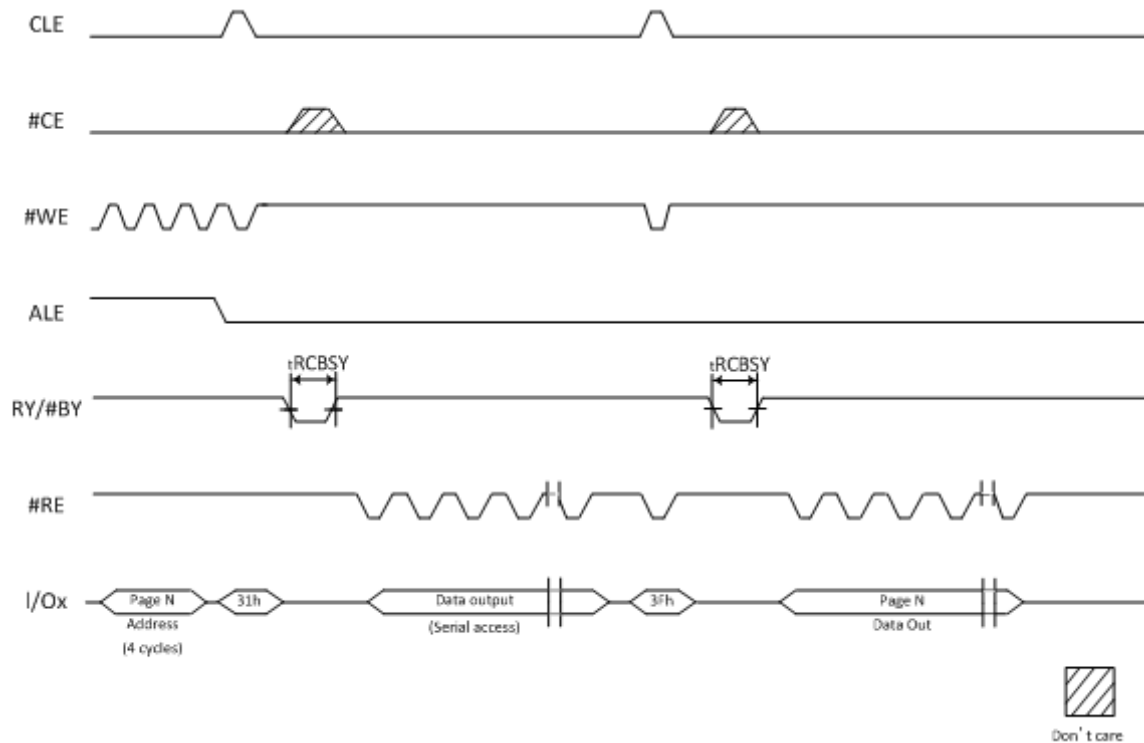 CLE
#CE
#WE
ALE
tRCBSY tRCBSY
RY/#BY
#RE
I/Ox Page N 31h Data output 3Fh Page N
Address (Serial access) Data Out
(4 cycles)
Don't care